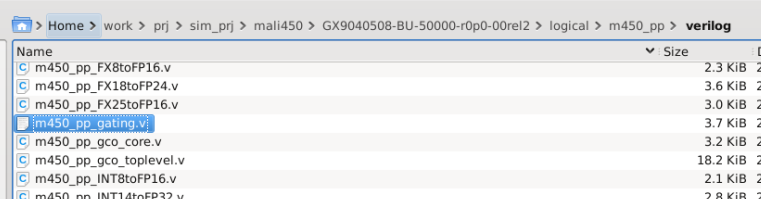 Home > work > prj > sim_prj > mali450 > GX9040508-BU-50000-r0p0-00rel2 > logical > m450_pp > verilog
Name Size
m450_pp_FX8toFP16.v 2.3 KiB 2
m450_pp_FX18toFP24.v 3.6 KiB 2
m450_pp_FX25toFP16.v 3.0 KiB 2
m450_pp_gating.v 3.7 KiB 2
m450_pp_gco_core.v 3.2 KiB 2
m450_pp_gco_toplevel.v 18.2 KiB 2
m450_pp_INT8toFP16.v 2.1 KiB 2
m450_pp_INT14toFP32.v 2.8 KiB 2